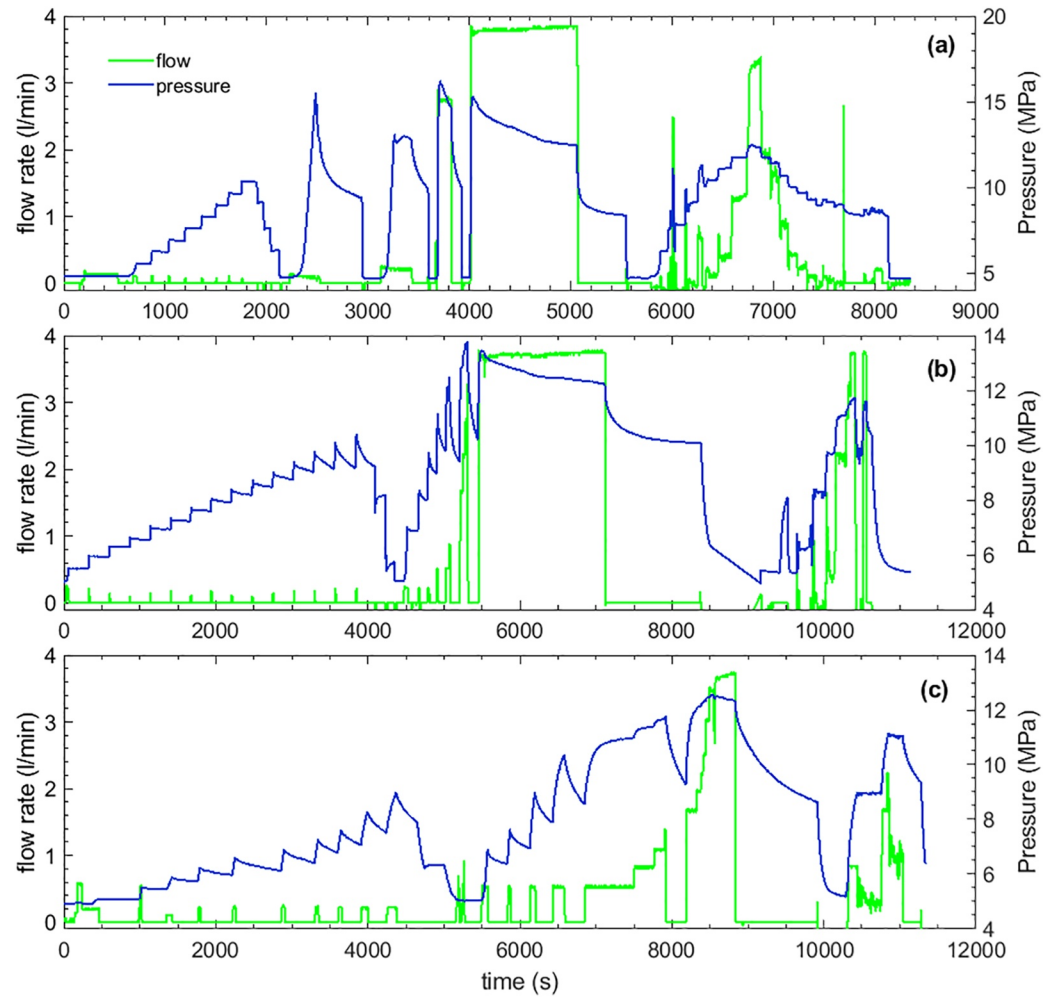 4 20
(a)
flow
pressure
3 15
2 10
1 5
0
flow rate (l/min)
Pressure (MPa)
0 1000 2000 3000 4000 5000 6000 7000 8000 9000
4 14
(b)
3 12
10
2 8
1 6
0 4
flow rate (l/min)
Pressure (MPa)
0 2000 4000 6000 8000 10000 12000
4 14
(c)
3 12
10
2 8
1 6
0 4
flow rate (l/min)
Pressure (MPa)
0 2000 4000 6000 8000 10000 12000
time (s)